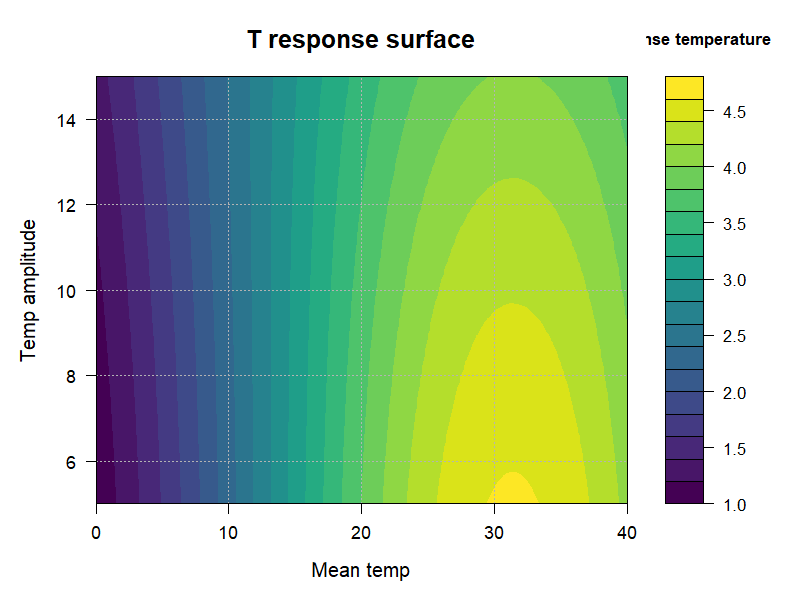 T response surface
nse temperature
14
12
10
8
6
Temp amplitude
0 10 20 30 40
Mean temp
4.5
4.0
3.5
3.0
2.5
2.0
1.5
1.0